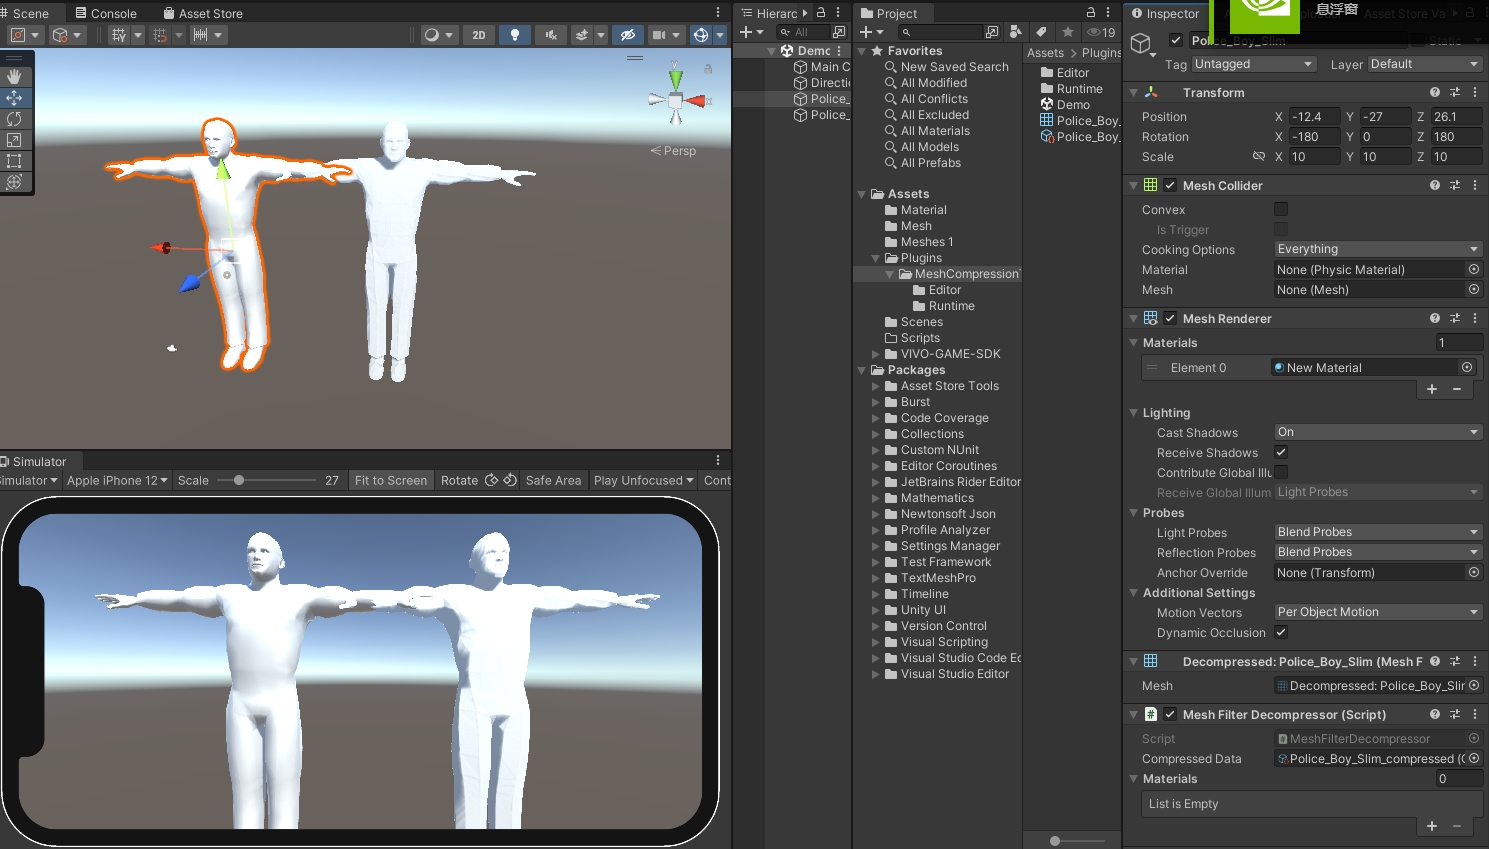 Scene
Console
Asset Store
2D
Persp
Simulator
Simulator
Apple iPhone 12
Scale
27
Fit to Screen
Rotate
Safe Area
Play Unfocused
Cont
Hierarc
All
Demo
Main C
Directi
Police_
Police_
Project
19
Favorites
New Saved Search
All Modified
All Conflicts
All Excluded
All Materials
All Models
All Prefabs
Assets
Material
Mesh
Meshes 1
Plugins
MeshCompression
Editor
Runtime
Scenes
Scripts
VIVO-GAME-SDK
Packages
Asset Store Tools
Burst
Code Coverage
Collections
Custom NUnit
Editor Coroutines
JetBrains Rider Editor
Mathematics
Newtonsoft Json
Profile Analyzer
Settings Manager
Test Framework
TextMeshPro
Timeline
Unity UI
Version Control
Visual Scripting
Visual Studio Code Ed
Visual Studio Editor
Assets > Plugins
Editor
Runtime
Demo
Police_Boy_
Police_Boy_
Inspector
Asset Store Va
息浮窗
Police_Boy_Slim
Static
Tag Untagged
Layer Default
Transform
Position X -12.4 Y -27 Z 26.1
Rotation X -180 Y 0 Z 180
Scale X 10 Y 10 Z 10
Mesh Collider
Convex
Is Trigger
Cooking Options Everything
Material None (Physic Material)
Mesh None (Mesh)
Mesh Renderer
Materials 1
Element 0 New Material
Lighting
Cast Shadows On
Receive Shadows
Contribute Global Illu
Receive Global Illum Light Probes
Probes
Light Probes Blend Probes
Reflection Probes Blend Probes
Anchor Override None (Transform)
Additional Settings
Motion Vectors Per Object Motion
Dynamic Occlusion
Decompressed: Police_Boy_Slim (Mesh F
Mesh Decompressed: Police_Boy_Slir
Mesh Filter Decompressor (Script)
Script MeshFilterDecompressor
Compressed Data Police_Boy_Slim_compressed (
Materials 0
List is Empty